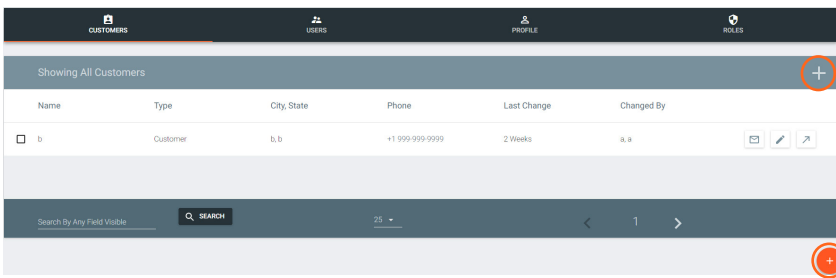 CUSTOMERS USERS PROFILE ROLES
Showing All Customers +
Name Type City, State Phone Last Change Changed By
b Customer b, b +1 999-999-9999 2 Weeks a, a
Search By Any Field Visible SEARCH 25 1
+